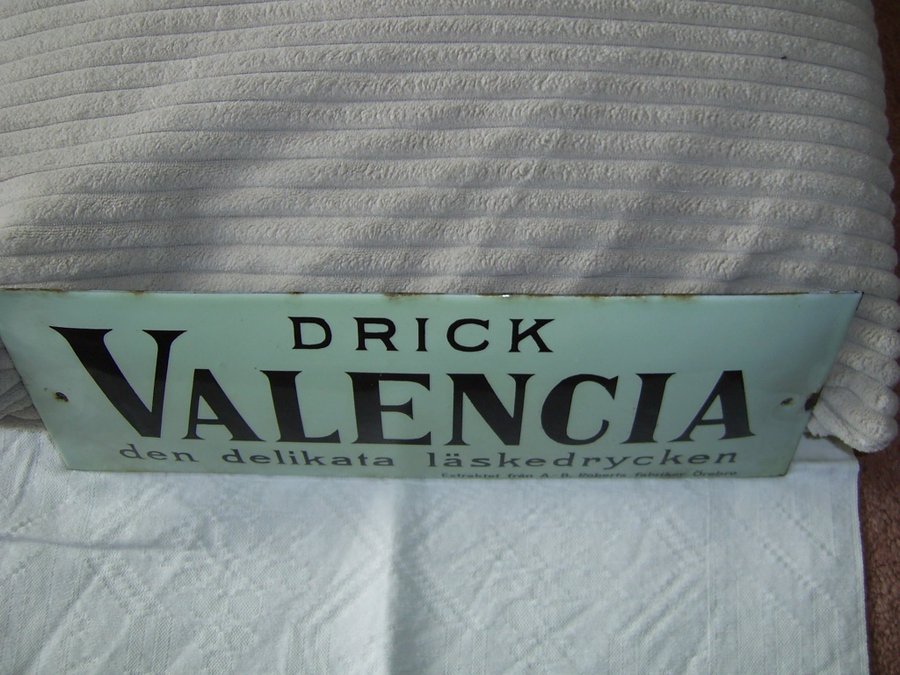 DRICK
VALENCIA
den delikata läskedrycken
Extraktet från A.-B. Roberts fabriker Örebro